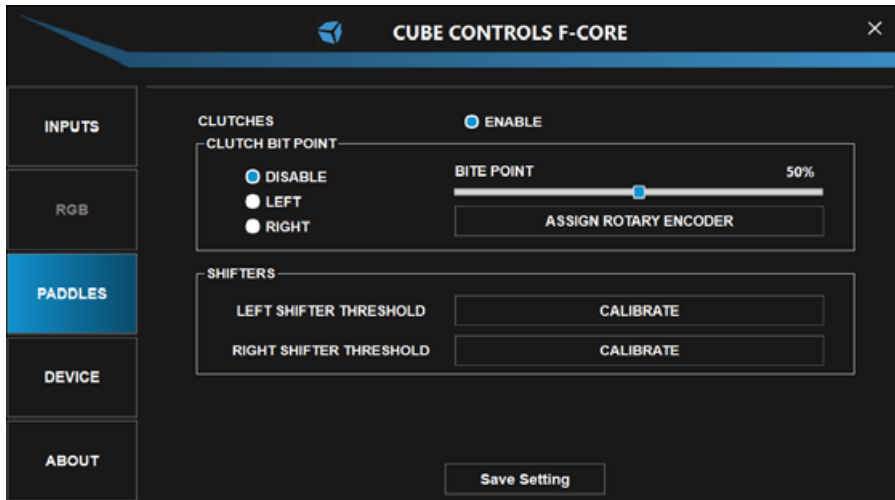 CUBE CONTROLS F-CORE
INPUTS
RGB
PADDLES
DEVICE
ABOUT
CLUTCHES ENABLE
CLUTCH BIT POINT
DISABLE
LEFT
RIGHT
BITE POINT 50%
ASSIGN ROTARY ENCODER
SHIFTERS
LEFT SHIFTER THRESHOLD CALIBRATE
RIGHT SHIFTER THRESHOLD CALIBRATE
Save Setting